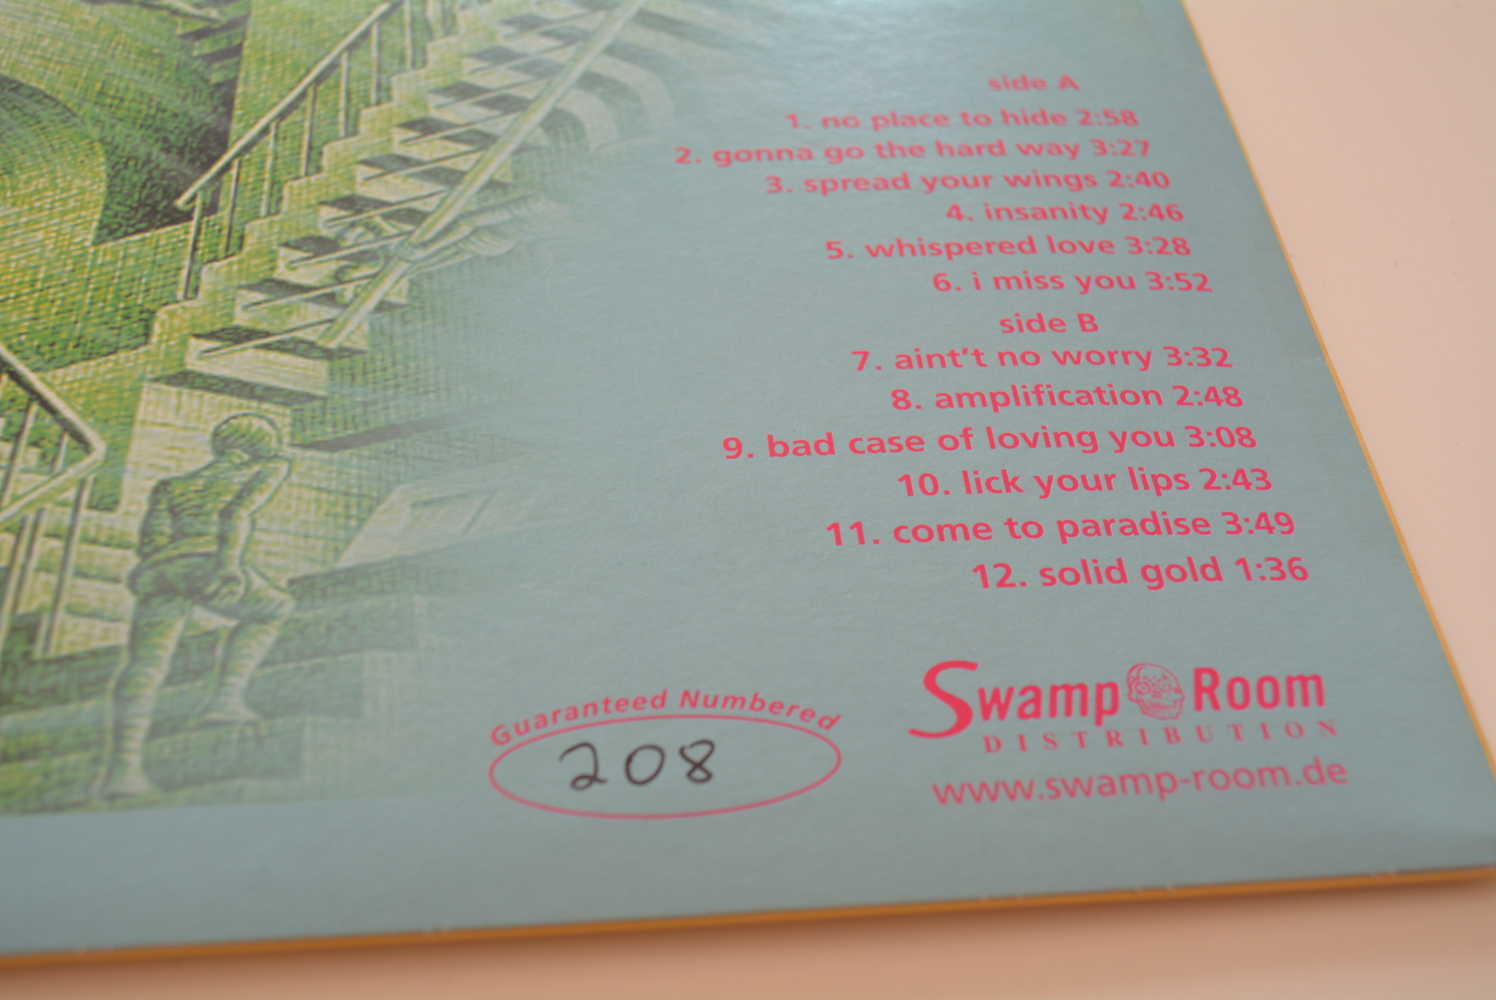 side A
1. no place to hide 2:58
2. gonna go the hard way 3:27
3. spread your wings 2:40
4. insanity 2:46
5. whispered love 3:28
6. i miss you 3:52
side B
7. aint't no worry 3:32
8. amplification 2:48
9. bad case of loving you 3:08
10. lick your lips 2:43
11. come to paradise 3:49
12. solid gold 1:36
Guaranteed Numbered
208
Swamp Room
DISTRIBUTION
www.swamp-room.de